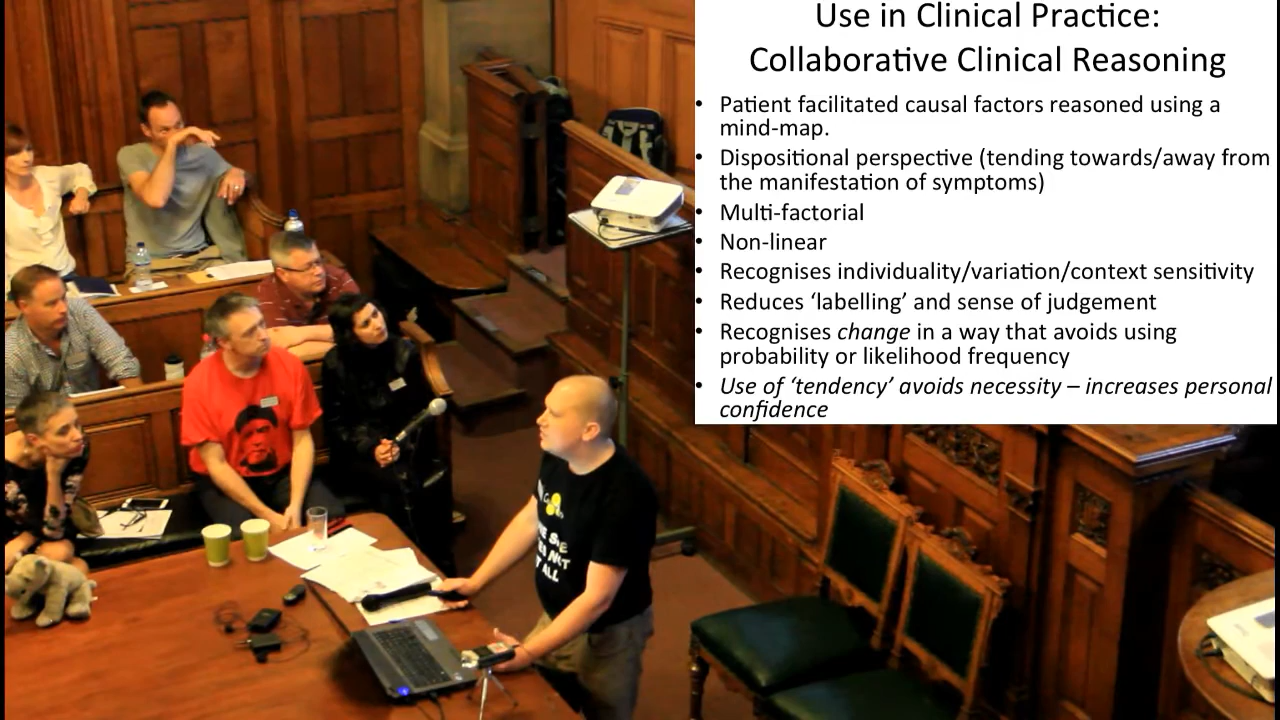 Use in Clinical Practice:
Collaborative Clinical Reasoning
• Patient facilitated causal factors reasoned using a
mind-map.
• Dispositional perspective (tending towards/away from
the manifestation of symptoms)
• Multi-factorial
• Non-linear
• Recognises individuality/variation/context sensitivity
• Reduces ‘labelling’ and sense of judgement
• Recognises change in a way that avoids using
probability or likelihood frequency
• Use of ‘tendency’ avoids necessity – increases personal
confidence
ALL